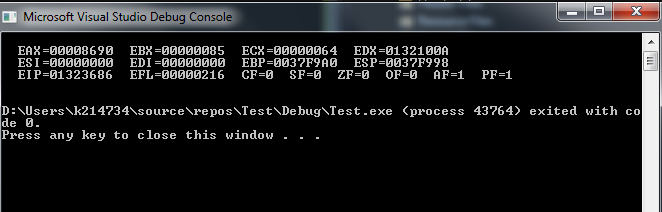 Microsoft Visual Studio Debug Console
EAX=00008690 EBX=00000085 ECX=00000064 EDX=0132100A
ESI=00000000 EDI=00000000 EBP=0037F9A0 ESP=0037F998
EIP=01323686 EFL=00000216 CF=0 SF=0 ZF=0 OF=0 AF=1 PF=1
D:\Users\k214734\source\repos\Test\Debug\Test.exe (process 43764) exited with co
de 0.
Press any key to close this window . . .